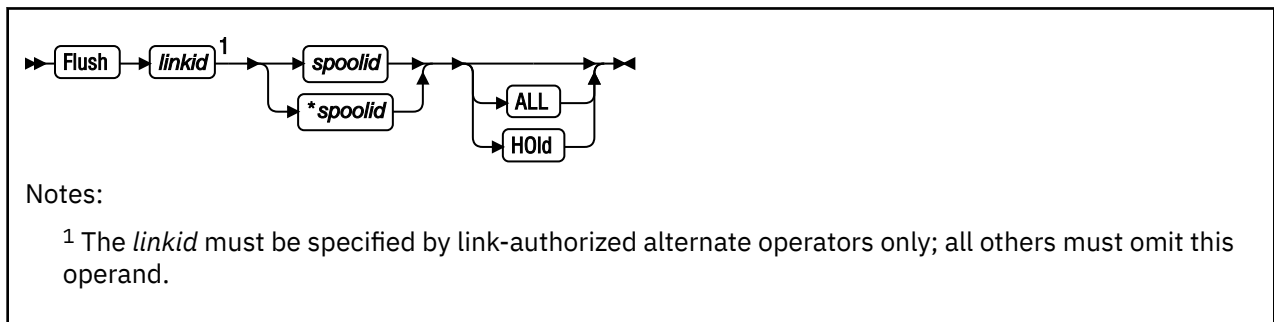 Flush linkid 1 spoolid
*spoolid ALL
HOld
Notes:
1 The linkid must be specified by link-authorized alternate operators only; all others must omit this
operand.